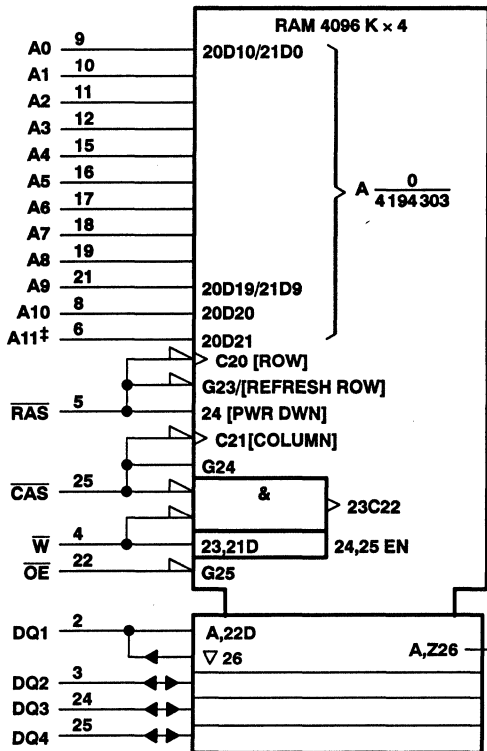 RAM 4096 K × 4
A0 9 20D10/21D0
A1 10
A2 11
A3 12
A4 15
A5 16
A6 17
A7 18
A8 19
A9 21 20D19/21D9
A10 8 20D20
A11‡ 6 20D21
A 0
4 194 303
C20 [ROW]
G23/[REFRESH ROW]
RAS 5 24 [PWR DWN]
C21[COLUMN]
G24
CAS 25 & 23C22
W 4 23,21D 24,25 EN
OE 22 G25
DQ1 2 A,22D
▽ 26 A,Z26
DQ2 3
DQ3 24
DQ4 25